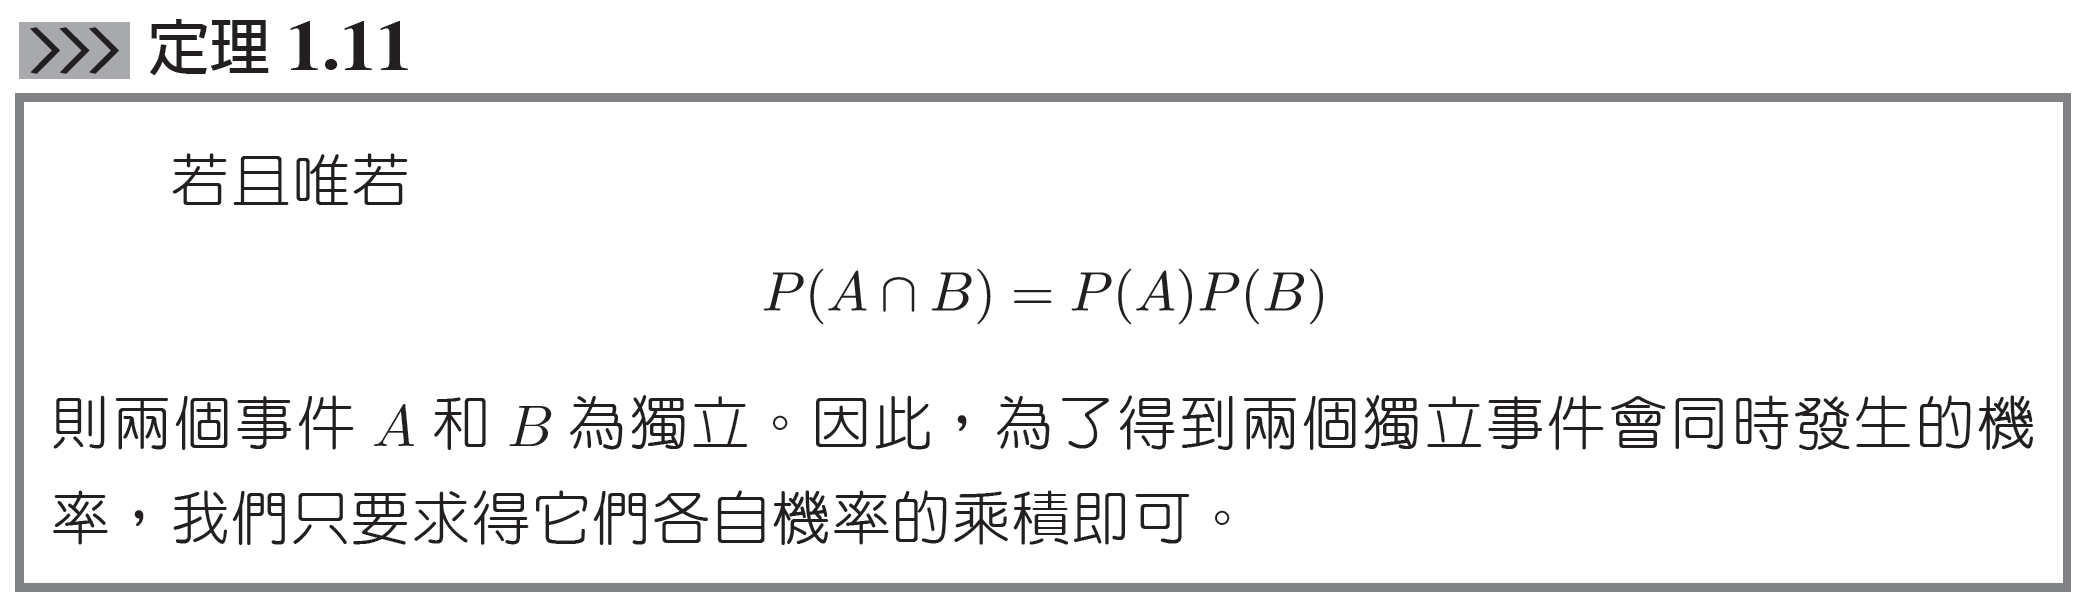 定理 1.11
若且唯若
P(A ∩ B) = P(A)P(B)
則兩個事件 A 和 B 為獨立。因此，為了得到兩個獨立事件會同時發生的機
率，我們只要求得它們各自機率的乘積即可。